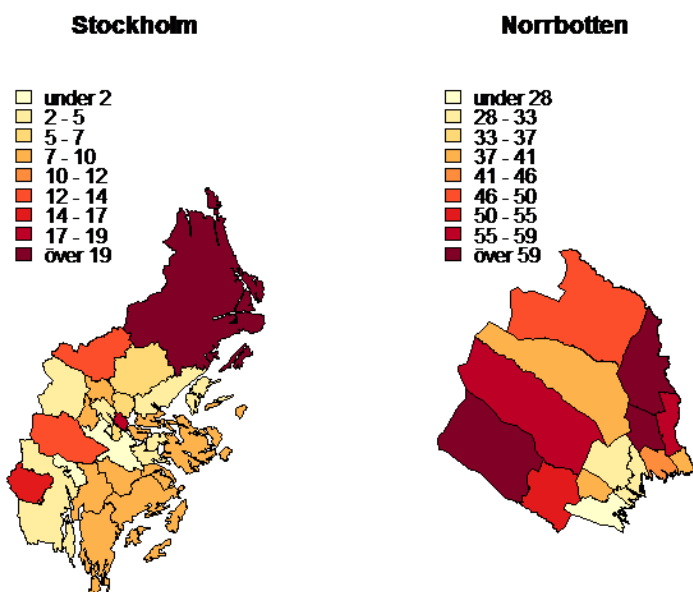 Stockholm
under 2
2 - 5
5 - 7
7 - 10
10 - 12
12 - 14
14 - 17
17 - 19
över 19
Norrbotten
under 28
28 - 33
33 - 37
37 - 41
41 - 46
46 - 50
50 - 55
55 - 59
över 59